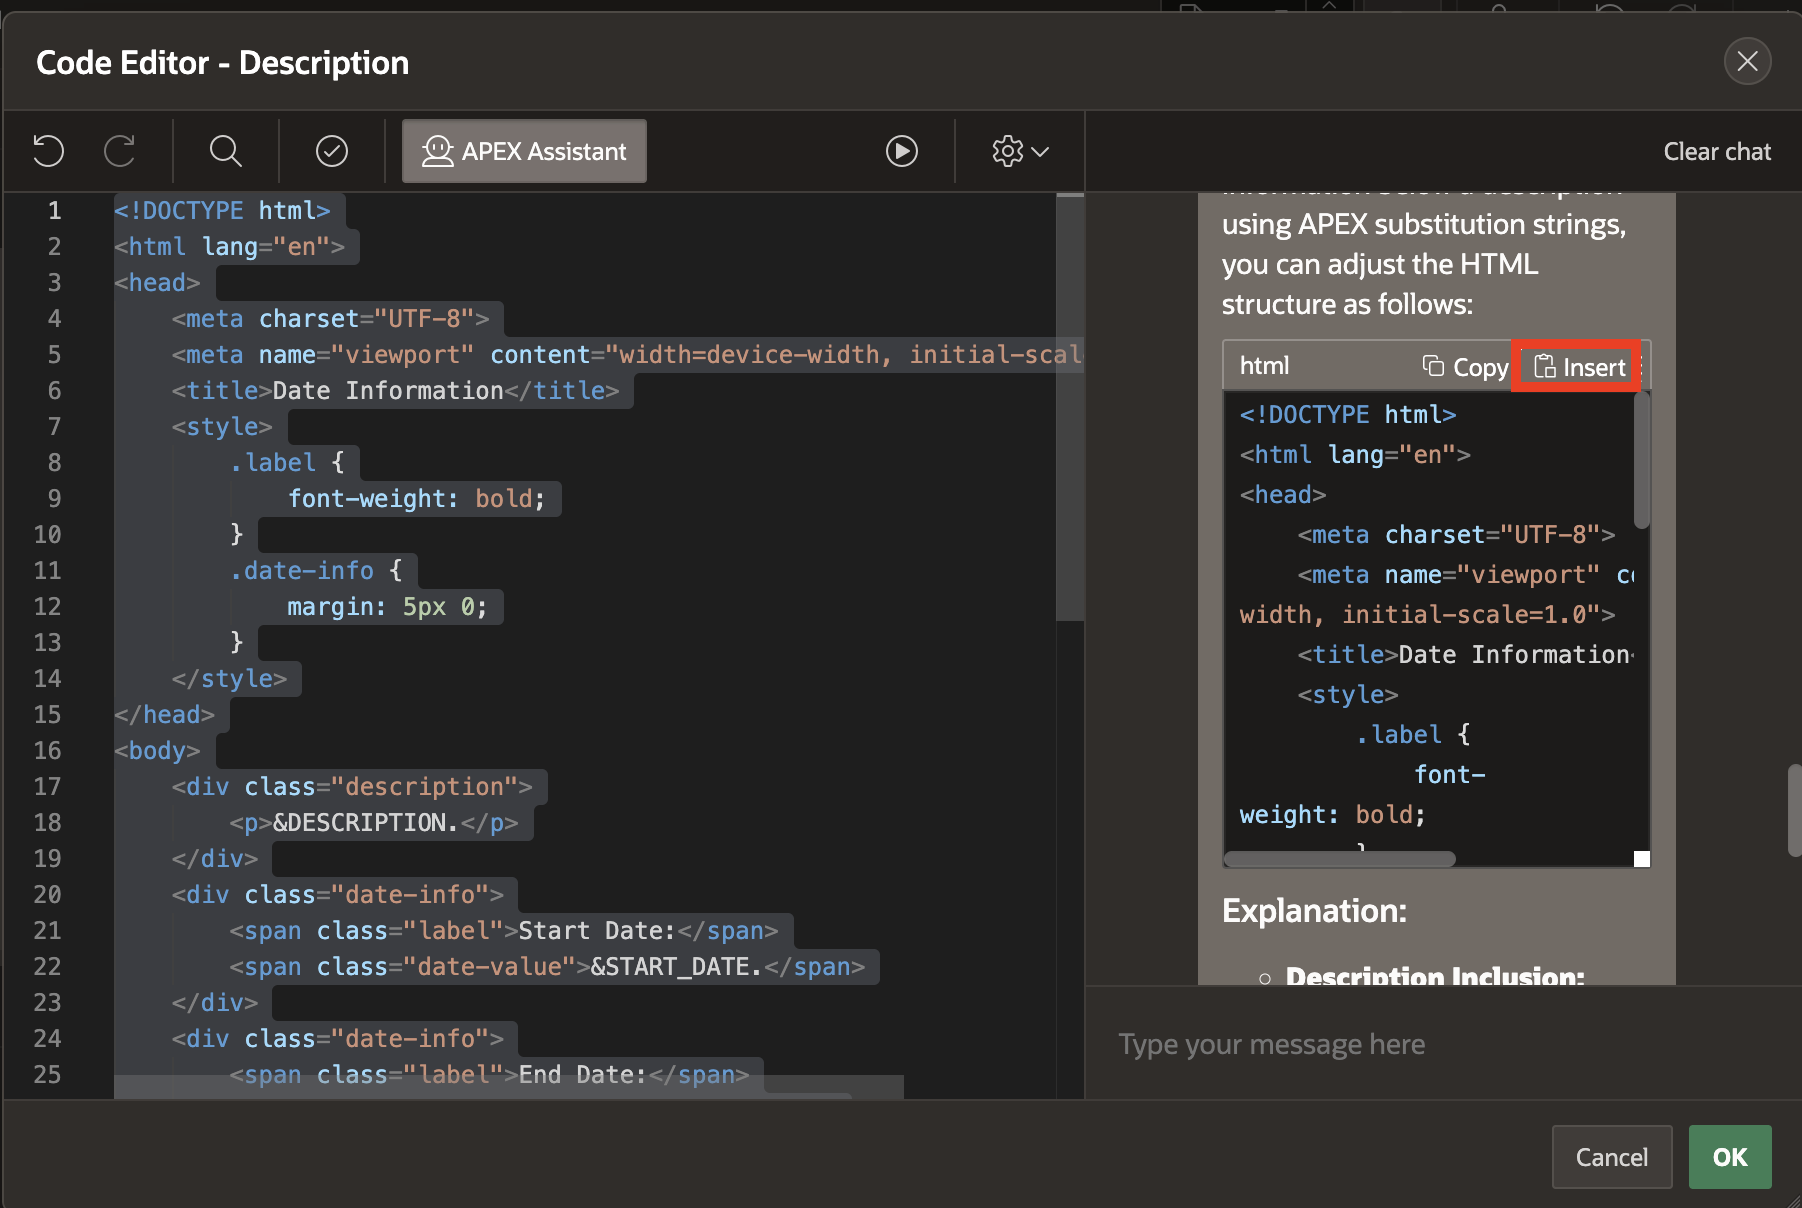 Code Editor - Description
APEX Assistant
Clear chat
1 <!DOCTYPE html>
2 <html lang="en">
3 <head>
4 <meta charset="UTF-8">
5 <meta name="viewport" content="width=device-width, initial-scal
6 <title>Date Information</title>
7 <style>
8 .label {
9 font-weight: bold;
10 }
11 .date-info {
12 margin: 5px 0;
13 }
14 </style>
15 </head>
16 <body>
17 <div class="description">
18 <p>&DESCRIPTION.</p>
19 </div>
20 <div class="date-info">
21 <span class="label">Start Date:</span>
22 <span class="date-value">&START_DATE.</span>
23 </div>
24 <div class="date-info">
25 <span class="label">End Date:</span>
using APEX substitution strings,
you can adjust the HTML
structure as follows:
html Copy Insert
<!DOCTYPE html>
<html lang="en">
<head>
<meta charset="UTF-8">
<meta name="viewport" c
width, initial-scale=1.0">
<title>Date Information
<style>
.label {
font-
weight: bold;
}
Explanation:
Description Inclusion:
Type your message here
Cancel
OK